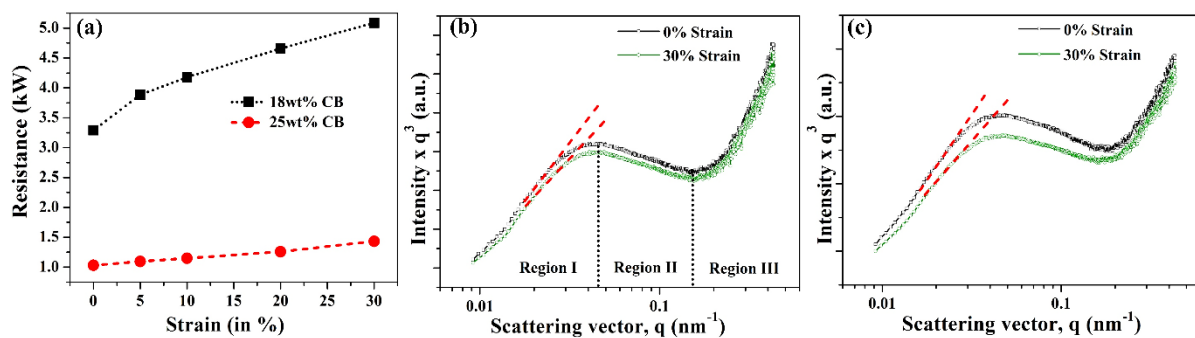 (a)
5.0
4.5
4.0
3.5
3.0
2.5
2.0
1.5
1.0
Resistance (kW)
18wt% CB
25wt% CB
0 5 10 15 20 25 30
Strain (in %)
(b)
0% Strain
30% Strain
Intensity x q³ (a.u.)
Region I Region II Region III
0.01 0.1
Scattering vector, q (nm⁻¹)
(c)
0% Strain
30% Strain
Intensity x q³ (a.u.)
0.01 0.1
Scattering vector, q (nm⁻¹)